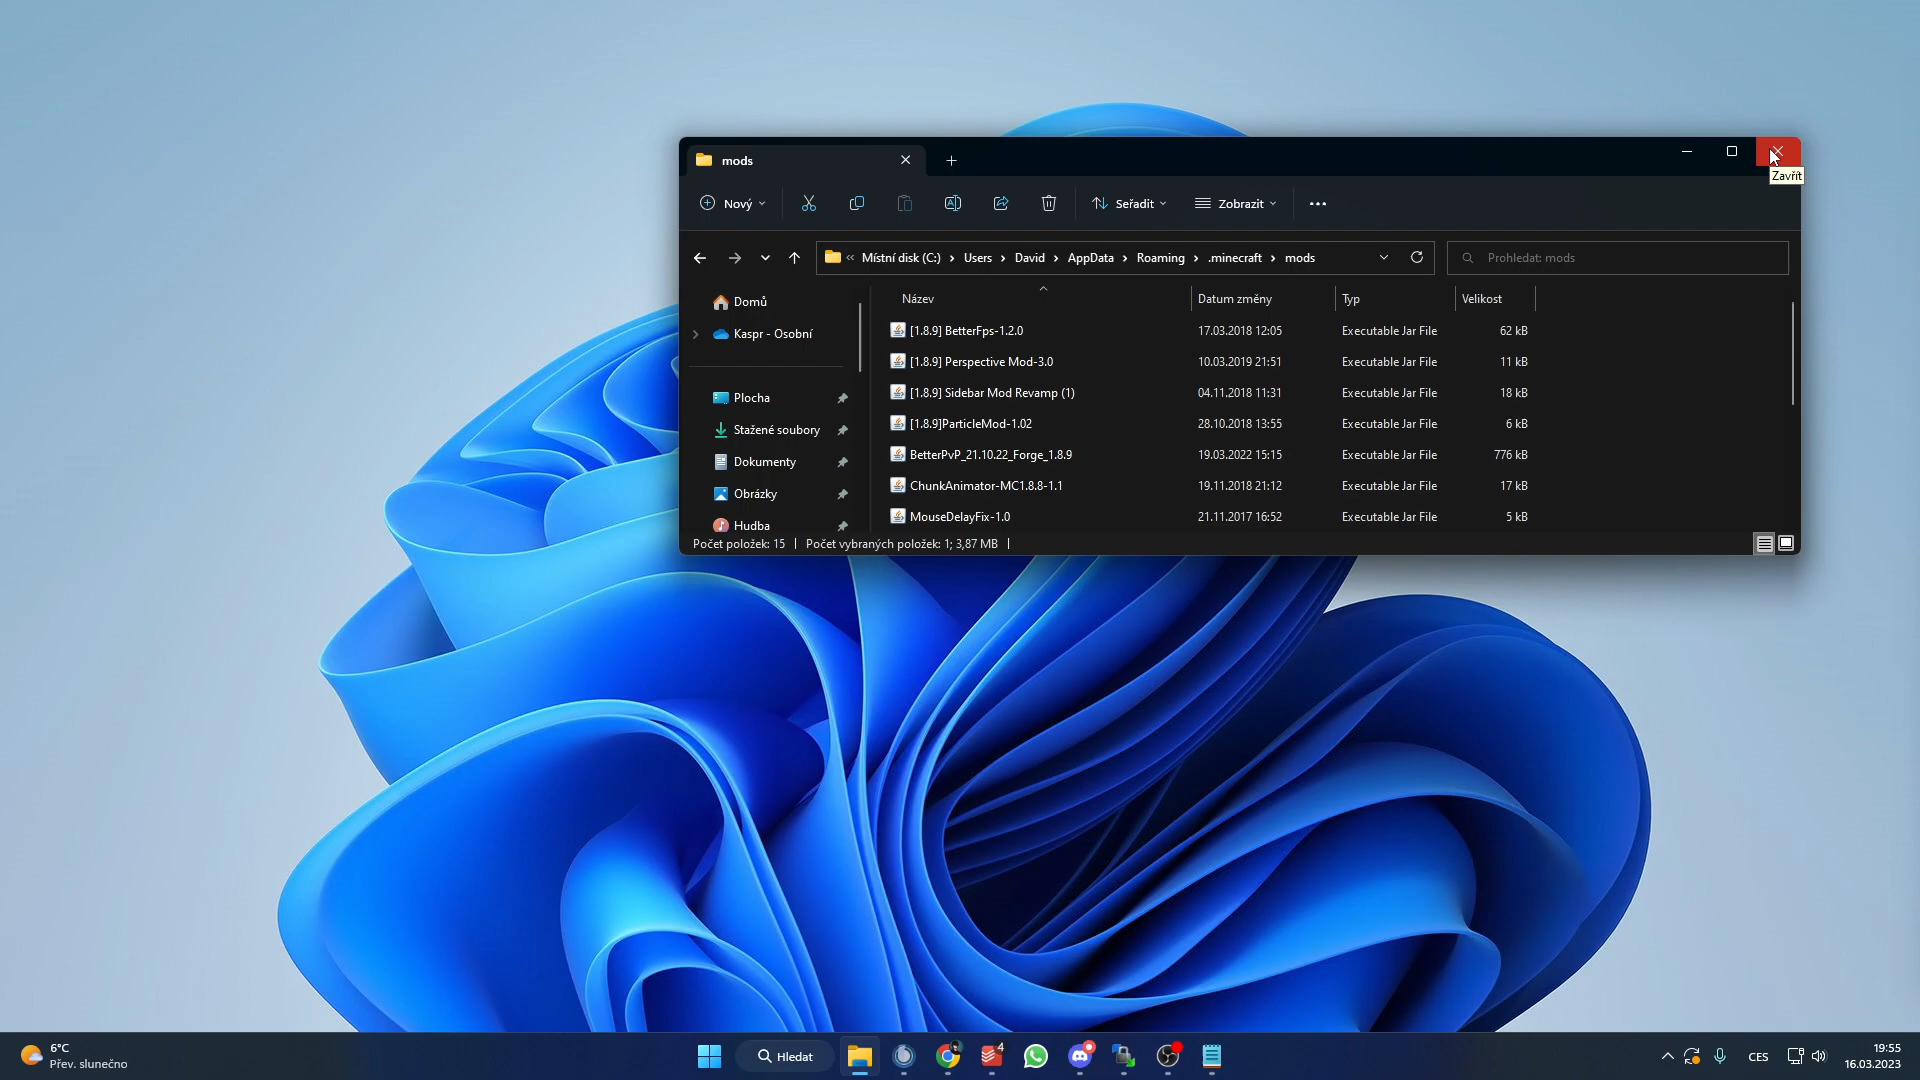 mods
Zavřít
Nový
Seřadit
Zobrazit
« Místní disk (C:) › Users › David › AppData › Roaming › .minecraft › mods
Prohledat: mods
Domů
Kaspr - Osobní
Plocha
Stažené soubory
Dokumenty
Obrázky
Hudba
Název Datum změny Typ Velikost
[1.8.9] BetterFps-1.2.0 17.03.2018 12:05 Executable Jar File 62 kB
[1.8.9] Perspective Mod-3.0 10.03.2019 21:51 Executable Jar File 11 kB
[1.8.9] Sidebar Mod Revamp (1) 04.11.2018 11:31 Executable Jar File 18 kB
[1.8.9]ParticleMod-1.02 28.10.2018 13:55 Executable Jar File 6 kB
BetterPvP_21.10.22_Forge_1.8.9 19.03.2022 15:15 Executable Jar File 776 kB
ChunkAnimator-MC1.8.8-1.1 19.11.2018 21:12 Executable Jar File 17 kB
MouseDelayFix-1.0 21.11.2017 16:52 Executable Jar File 5 kB
Počet položek: 15 | Počet vybraných položek: 1; 3,87 MB |
6°C
Přev. slunečno
Hledat
4
CES
19:55
16.03.2023